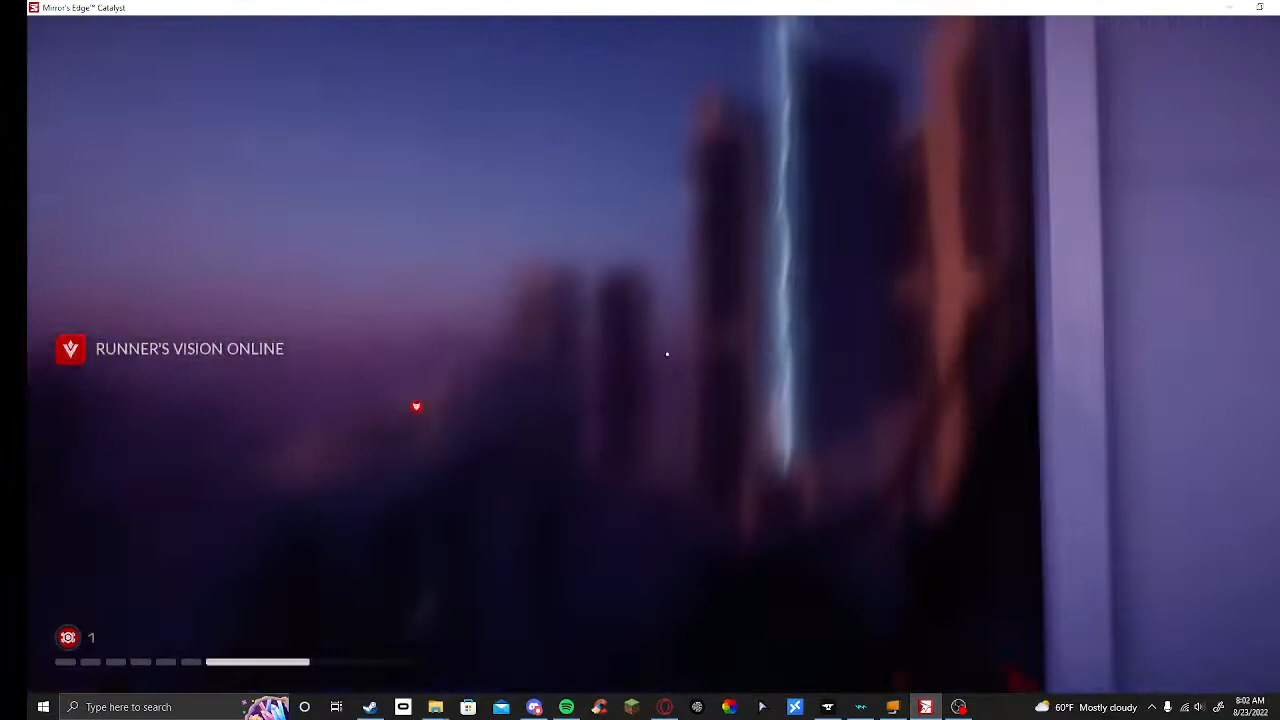 Mirror's Edge™ Catalyst
RUNNER'S VISION ONLINE
1
Type here to search
60°F Mostly cloudy
8:02 AM
8/23/2022